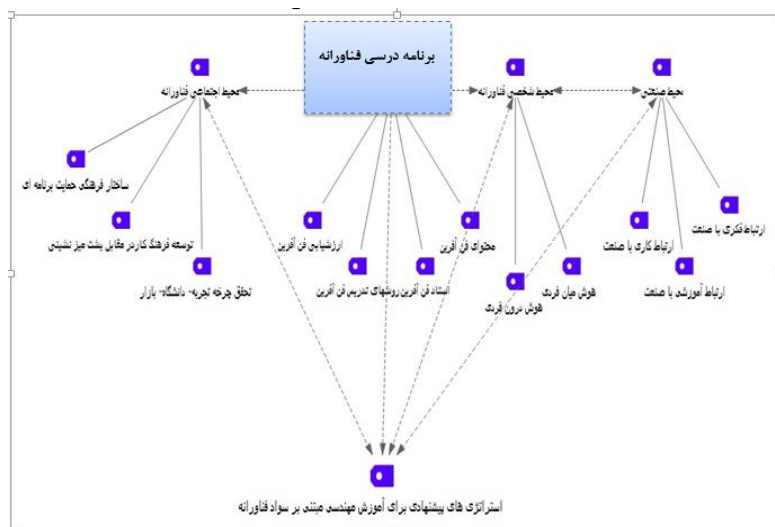 برنامه درسی فناورانه
محیط صنعتی
محیط شخصی فناورانه
محیط اجتماعی فناورانه
ساختار فرهنگی حمایت برنامه ای
ارتباط فکری با صنعت
ارتباط کاری با صنعت
محتوای فن آفرین
ارزشیابی فن آفرین
توسعه فرهنگ کار در مقابل پشت میز نشینی
ارتباط آموزشی با صنعت
هوش میان فردی
هوش درون فردی
استاد فن آفرین
روشهای تدریس فن آفرین
تحقق چرخه تجربه- دانشگاه- بازار
استراتژی های پیشنهادی برای آموزش مهندسی مبتنی بر سواد فناورانه